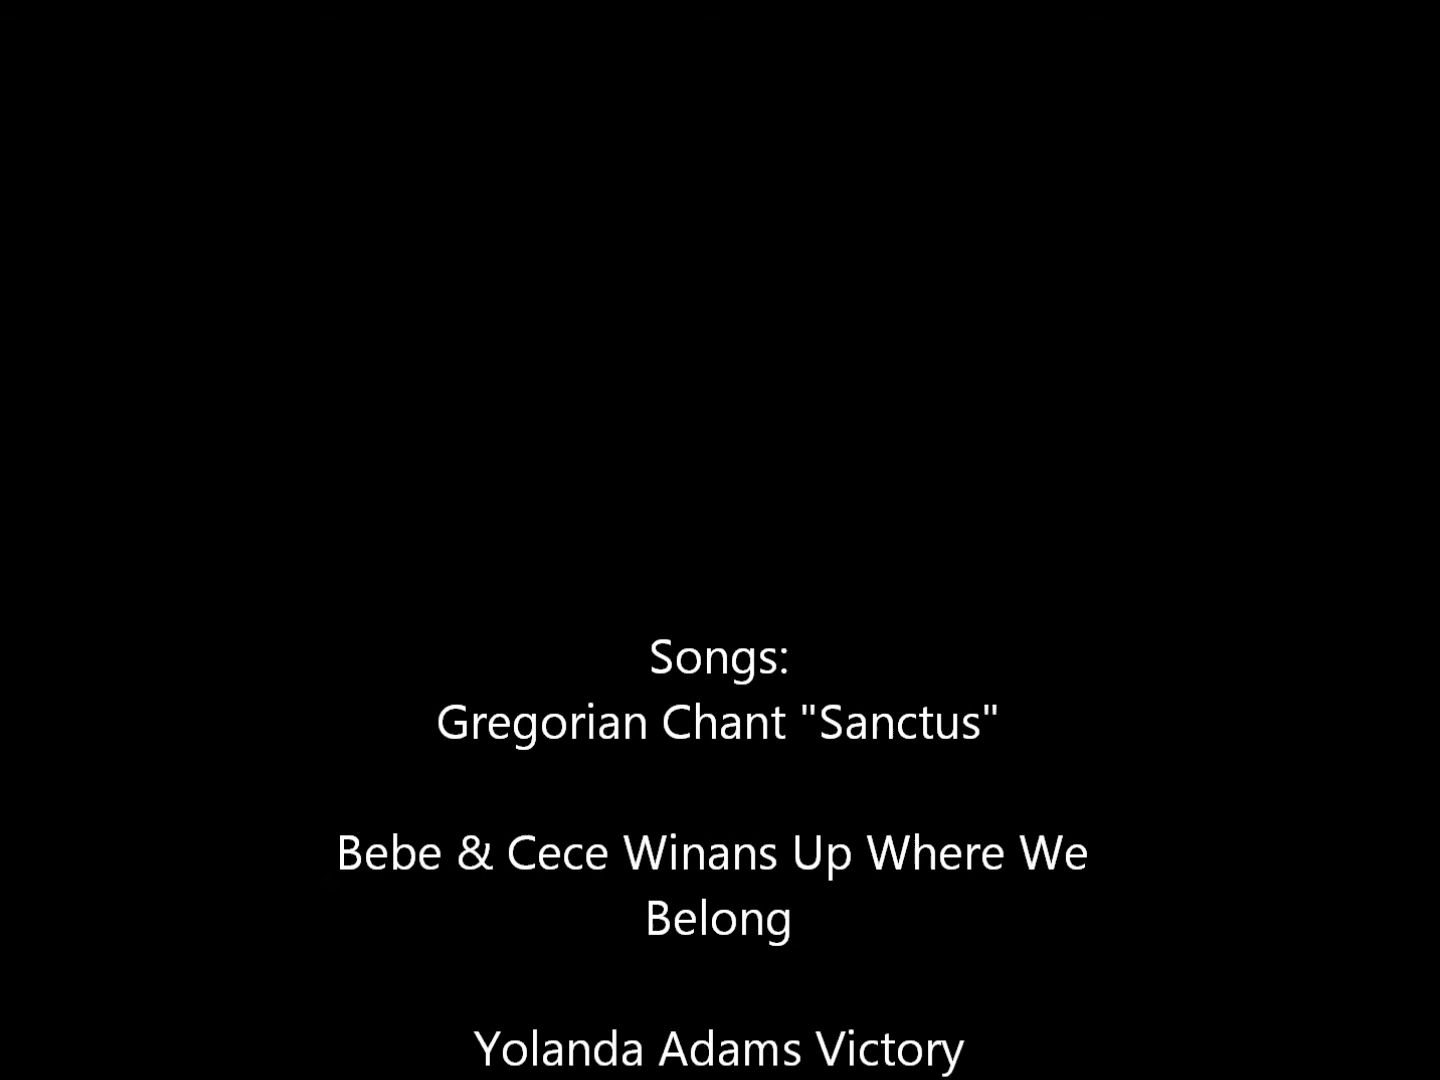 Songs:
Gregorian Chant "Sanctus"
Bebe & Cece Winans Up Where We
Belong
Yolanda Adams Victory